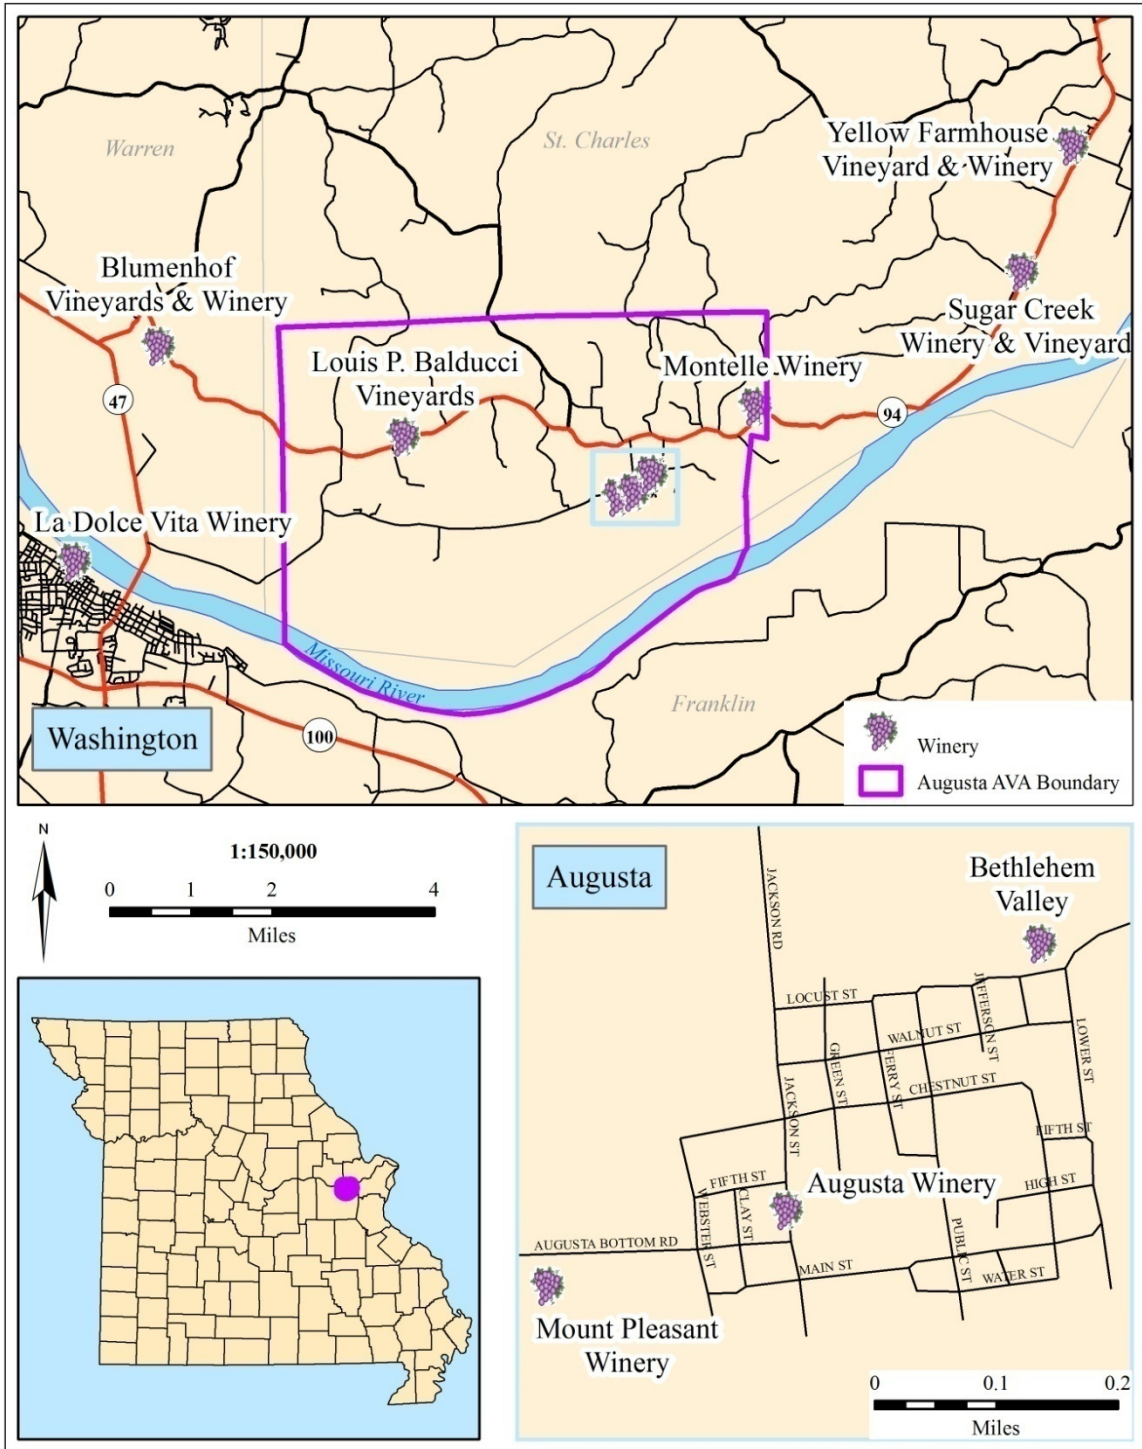 Warren
St. Charles
Yellow Farmhouse
Vineyard & Winery
Blumenhof
Vineyards & Winery
Sugar Creek
Winery & Vineyard
Louis P. Balducci
Vineyards
Montelle Winery
47
94
La Dolce Vita Winery
Missouri River
Franklin
Washington
100
Winery
Augusta AVA Boundary
N
1:150,000
0 1 2 4
Miles
Augusta
Bethlehem
Valley
JACKSON RD
LOCUST ST
JEFFERSON ST
WALNUT ST
LOWER ST
GREEN ST
FERRY ST
CHESTNUT ST
JACKSON ST
FIFTH ST
FIFTH ST
HIGH ST
WEBSTER ST
CLAY ST
Augusta Winery
AUGUSTA BOTTOM RD
PUBLIC ST
MAIN ST
WATER ST
Mount Pleasant
Winery
0 0.1 0.2
Miles